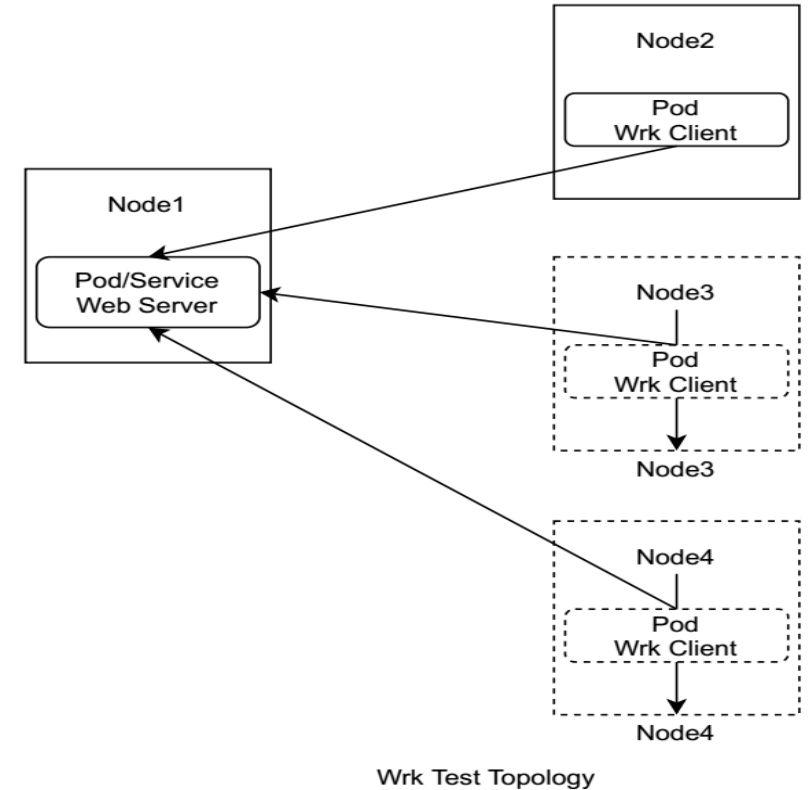 Node2
Pod
Wrk Client
Node1
Pod/Service
Web Server
Node3
Pod
Wrk Client
Node3
Node4
Pod
Wrk Client
Node4
Wrk Test Topology